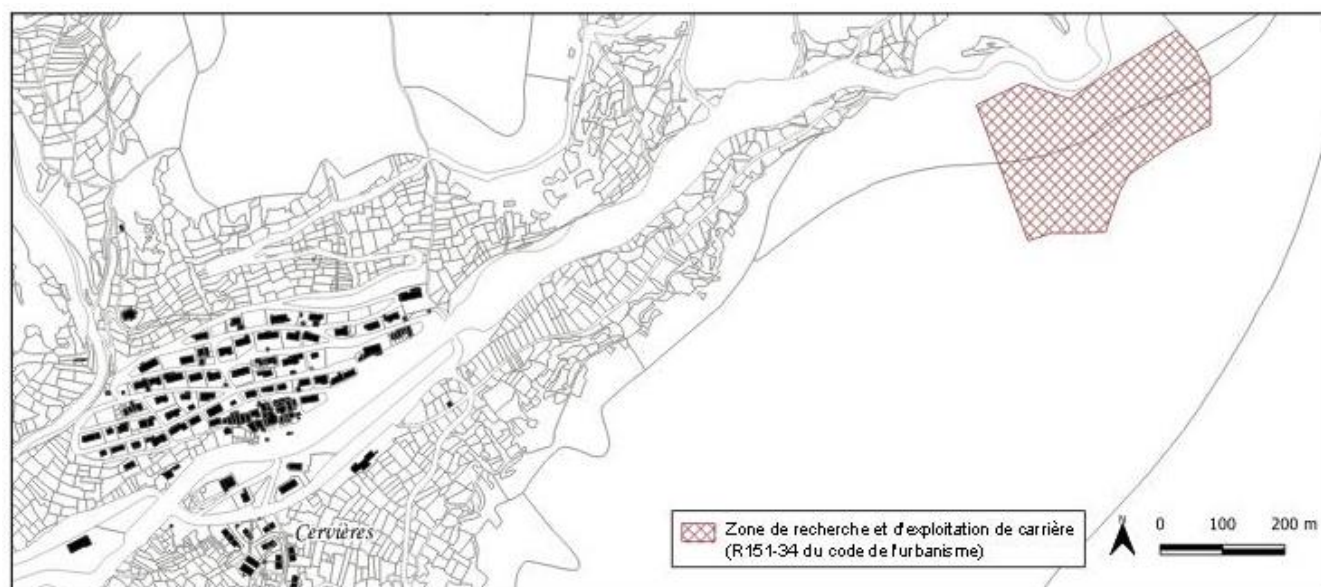 Cervières
Zone de recherche et d'exploitation de carrière
(R151-34 du code de l'urbanisme)
N
0 100 200 m